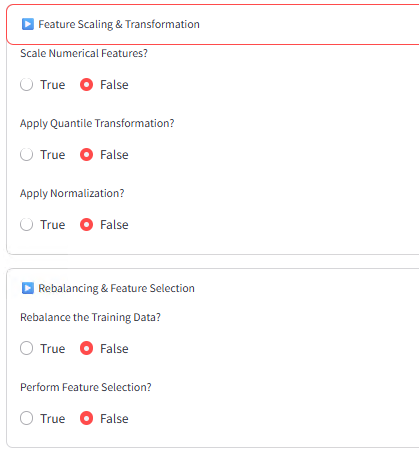 Feature Scaling & Transformation
Scale Numerical Features?
True False
Apply Quantile Transformation?
True False
Apply Normalization?
True False
Rebalancing & Feature Selection
Rebalance the Training Data?
True False
Perform Feature Selection?
True False